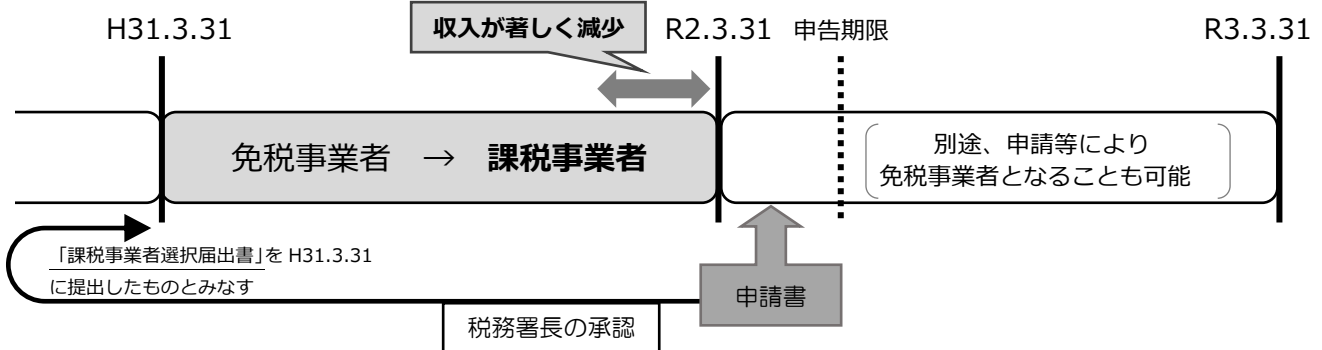 H31.3.31
収入が著しく減少
R2.3.31
申告期限
R3.3.31
免税事業者 → 課税事業者
別途、申請等により
免税事業者となることも可能
「課税事業者選択届出書」を H31.3.31
に提出したものとみなす
申請書
税務署長の承認